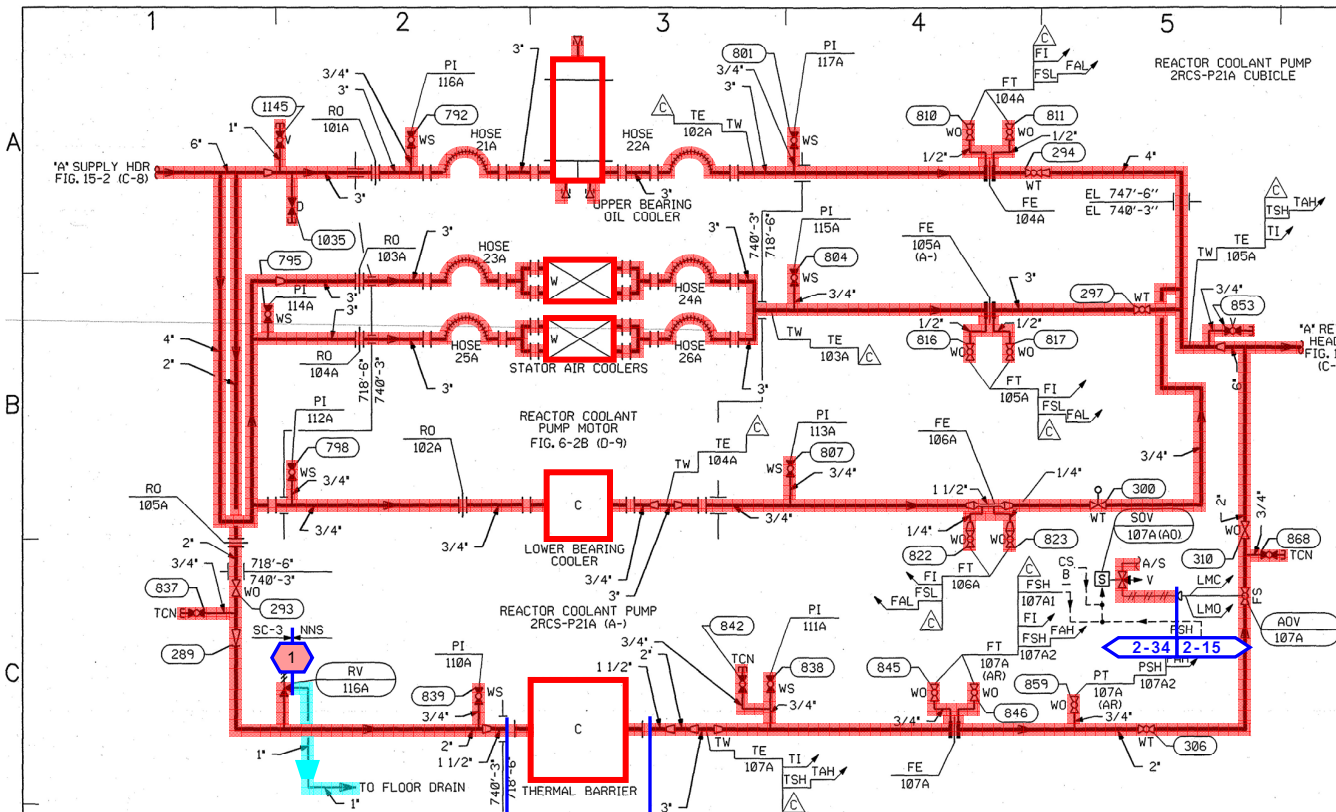 1 2 3 4 5
A
B
C
REACTOR COOLANT PUMP
2RCS-P21A CUBICLE
"A" SUPPLY HDR
FIG.15-2 (C-8)
6"
1"
1145
V
RO
101A
3/4"
3"
PI
116A
792
WS
HOSE
21A
3"
3"
D
1035
UPPER BEARING
OIL COOLER
HOSE
22A
3"
C
TE
102A
TW
801
3/4"
3"
PI
117A
WS
C
FI
FSL
FAL
FT
104A
810
811
WO
WO
1/2"
1/2"
294
WT
FE
104A
4"
EL 747'-6"
EL 740'-3"
C
TAH
TSH
TI
TE
105A
TW
795
PI
114A
WS
RO
103A
3"
3"
HOSE
23A
W
HOSE
24A
740'-3"
718'-6"
PI
115A
804
WS
3/4"
FE
105A
(A-)
3"
297
WT
3/4"
853
4"
2"
3"
RO
104A
718'-6"
740'-3"
3"
HOSE
25A
W
HOSE
26A
STATOR AIR COOLERS
3"
TW
TE
103A
C
1/2"
1/2"
816
817
WO
WO
FT
105A
FI
FSL
FAL
C
6"
"A" RE
HEAD
FIG.1
(C-
REACTOR COOLANT
PUMP MOTOR
FIG.6-2B (D-9)
PI
112A
798
WS
3/4"
3/4"
RO
102A
3/4"
3/4"
C
LOWER BEARING
COOLER
3/4"
3"
TW
TE
104A
C
3/4"
PI
113A
807
WS
3/4"
FE
106A
1 1/2"
1/4"
300
WT
3/4"
RO
105A
2"
718'-6"
740'-3"
3/4"
837
TCN
WO
293
289
1/4"
WO
WO
822
823
FT
106A
FI
FSL
FAL
C
SOV
107A(AO)
S
CS
B
A/S
V
LMC
LMO
FS
AOV
107A
2"
3/4"
WO
310
868
TCN
REACTOR COOLANT PUMP
2RCS-P21A (A-)
SC-3
NNS
1
RV
116A
1"
TO FLOOR DRAIN
1"
PI
110A
839
WS
3/4"
2"
1 1/2"
740'-3"
718'-6"
C
THERMAL BARRIER
1 1/2"
2"
3/4"
842
TCN
PI
111A
838
WS
3/4"
3"
TW
TE
107A
TI
TSH
TAH
C
C
FSH
107A1
FI
FSH
107A2
FAH
FT
107A
(AR)
845
WO
WO
846
3/4"
FE
107A
859
WO
3/4"
PT
107A
(AR)
PSH
107A2
FSH
2-34
2-15
WT
306
2"